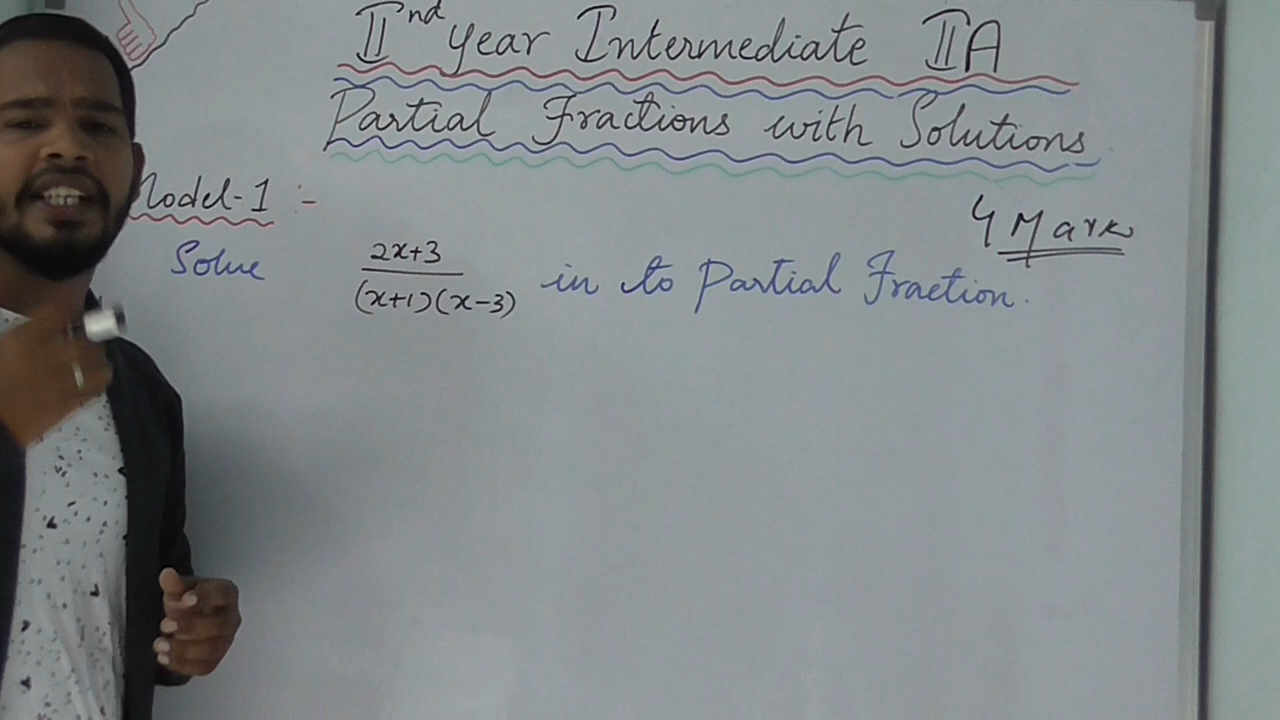 IInd year Intermediate IIA
Partial Fractions with Solutions
Model-1 :-
4 Mark
Solve 2x+3 / (x+1)(x-3) in to Partial Fraction.